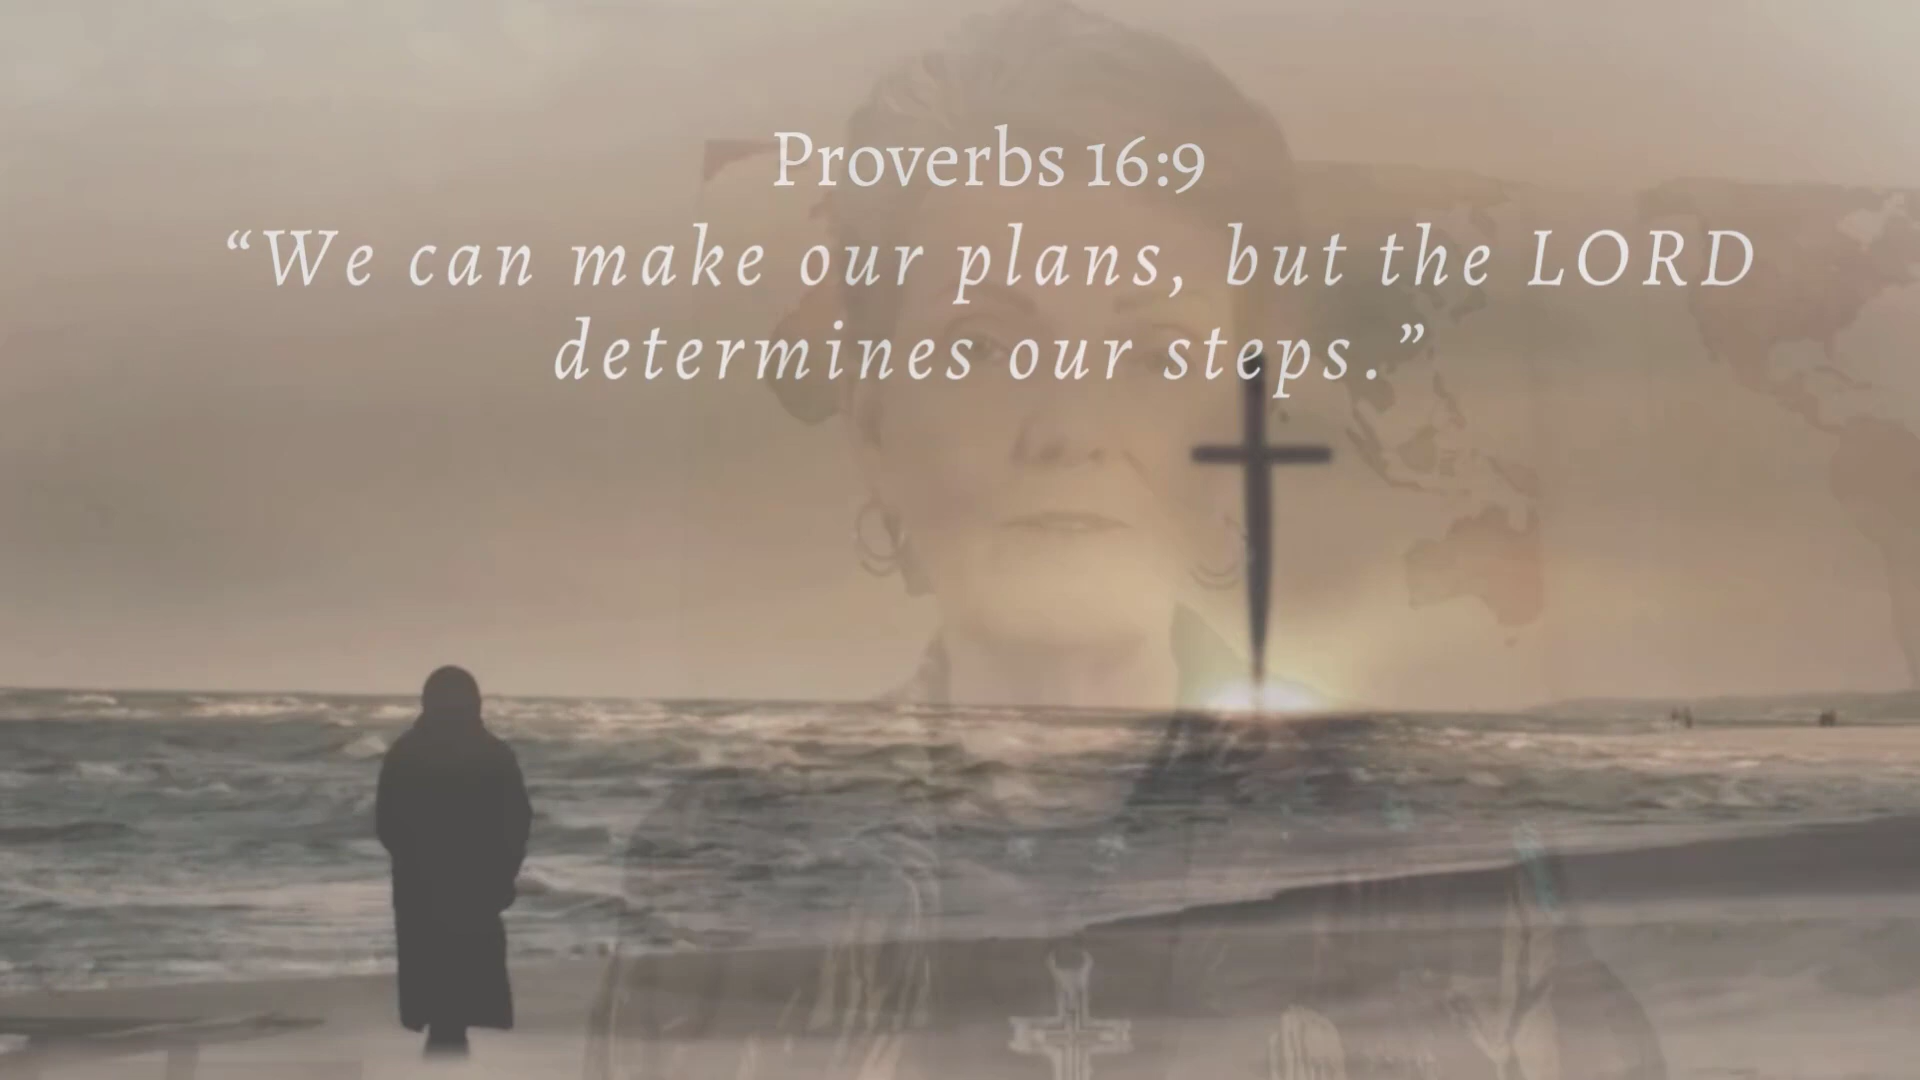 Proverbs 16:9
“We can make our plans, but the LORD
determines our steps.”